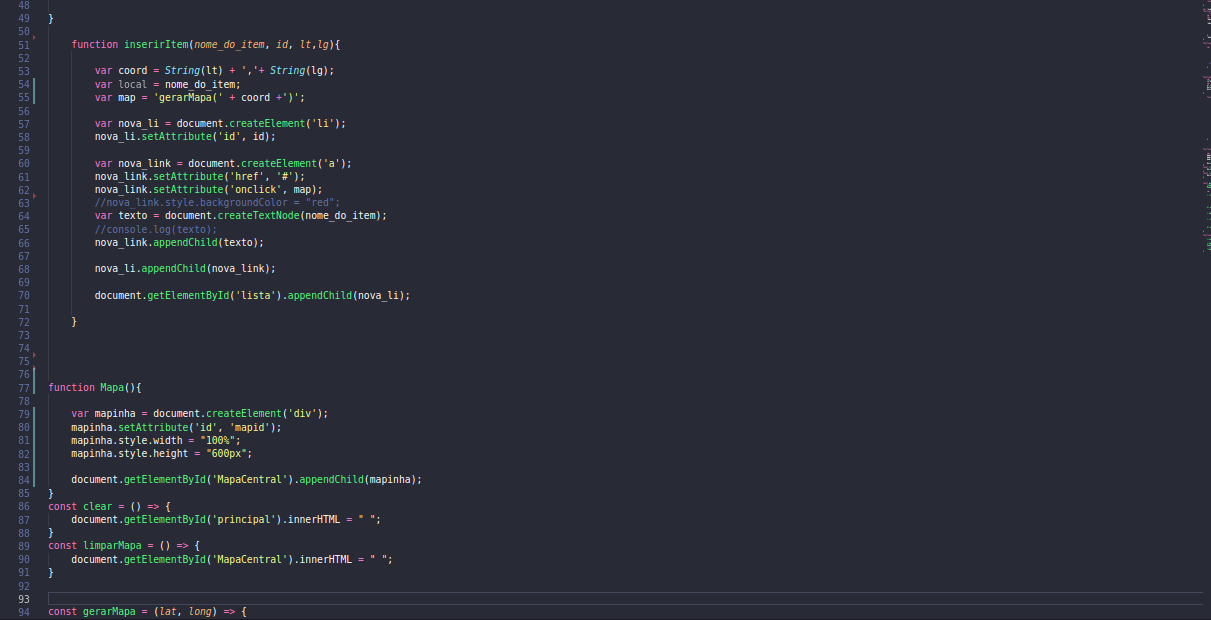 48
49 }
50
51     function inserirItem(nome_do_item, id, lt,lg){
52
53         var coord = String(lt) + ','+ String(lg);
54         var local = nome_do_item;
55         var map = 'gerarMapa(' + coord +')';
56
57         var nova_li = document.createElement('li');
58         nova_li.setAttribute('id', id);
59
60         var nova_link = document.createElement('a');
61         nova_link.setAttribute('href', '#');
62         nova_link.setAttribute('onclick', map);
63         //nova_link.style.backgroundColor = "red";
64         var texto = document.createTextNode(nome_do_item);
65         //console.log(texto);
66         nova_link.appendChild(texto);
67
68         nova_li.appendChild(nova_link);
69
70         document.getElementById('lista').appendChild(nova_li);
71
72     }
73
74
75
76
77 function Mapa(){
78
79     var mapinha = document.createElement('div');
80     mapinha.setAttribute('id', 'mapid');
81     mapinha.style.width = "100%";
82     mapinha.style.height = "600px";
83
84     document.getElementById('MapaCentral').appendChild(mapinha);
85 }
86 const clear = () => {
87     document.getElementById('principal').innerHTML = " ";
88 }
89 const limparMapa = () => {
90     document.getElementById('MapaCentral').innerHTML = " ";
91 }
92
93
94 const gerarMapa = (lat, long) => {